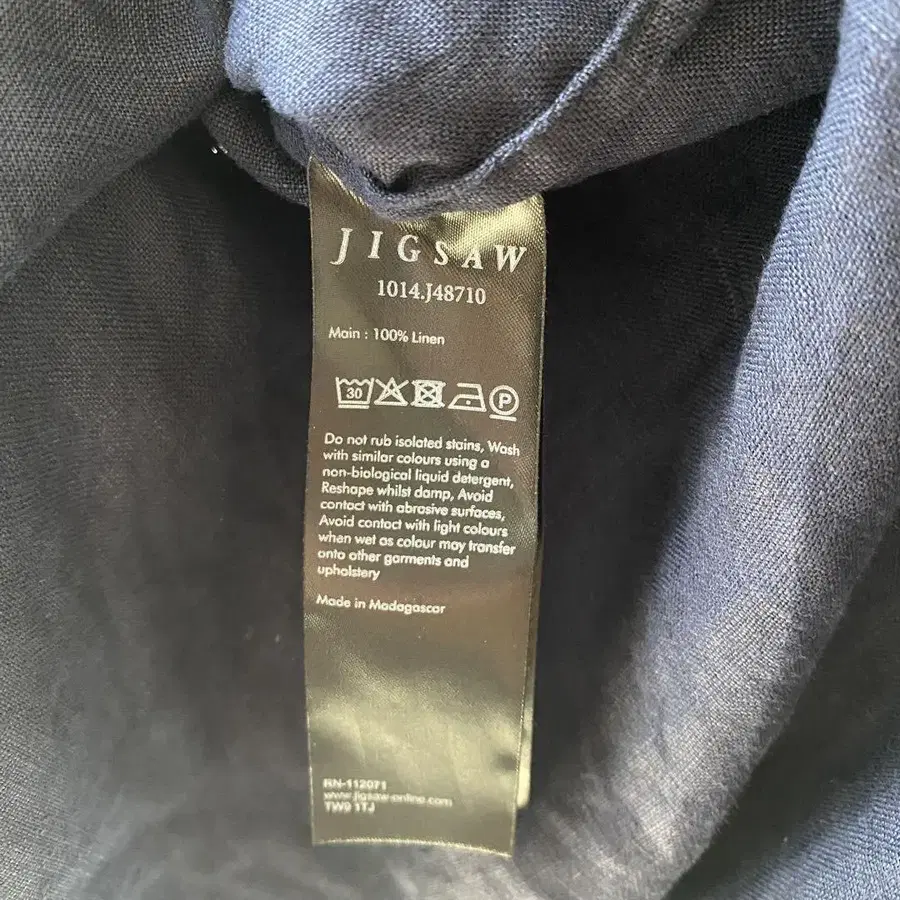 JIGSAW
1014.J48710
Main : 100% Linen
30 P
Do not rub isolated stains, Wash
with similar colours using a
non-biological liquid detergent,
Reshape whilst damp, Avoid
contact with abrasive surfaces,
Avoid contact with light colours
when wet as colour may transfer
onto other garments and
upholstery
Made in Madagascar
RN-112071
www.jigsaw-online.com
TW9 1TJ